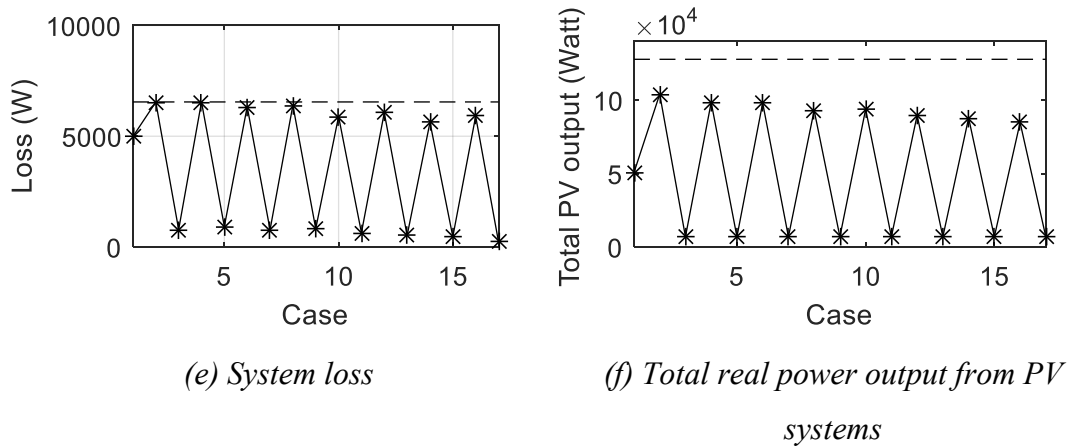 10000
5000
0
Loss (W)
5
10
15
Case
(e) System loss
× 10^4
10
5
0
Total PV output (Watt)
5
10
15
Case
(f) Total real power output from PV
systems